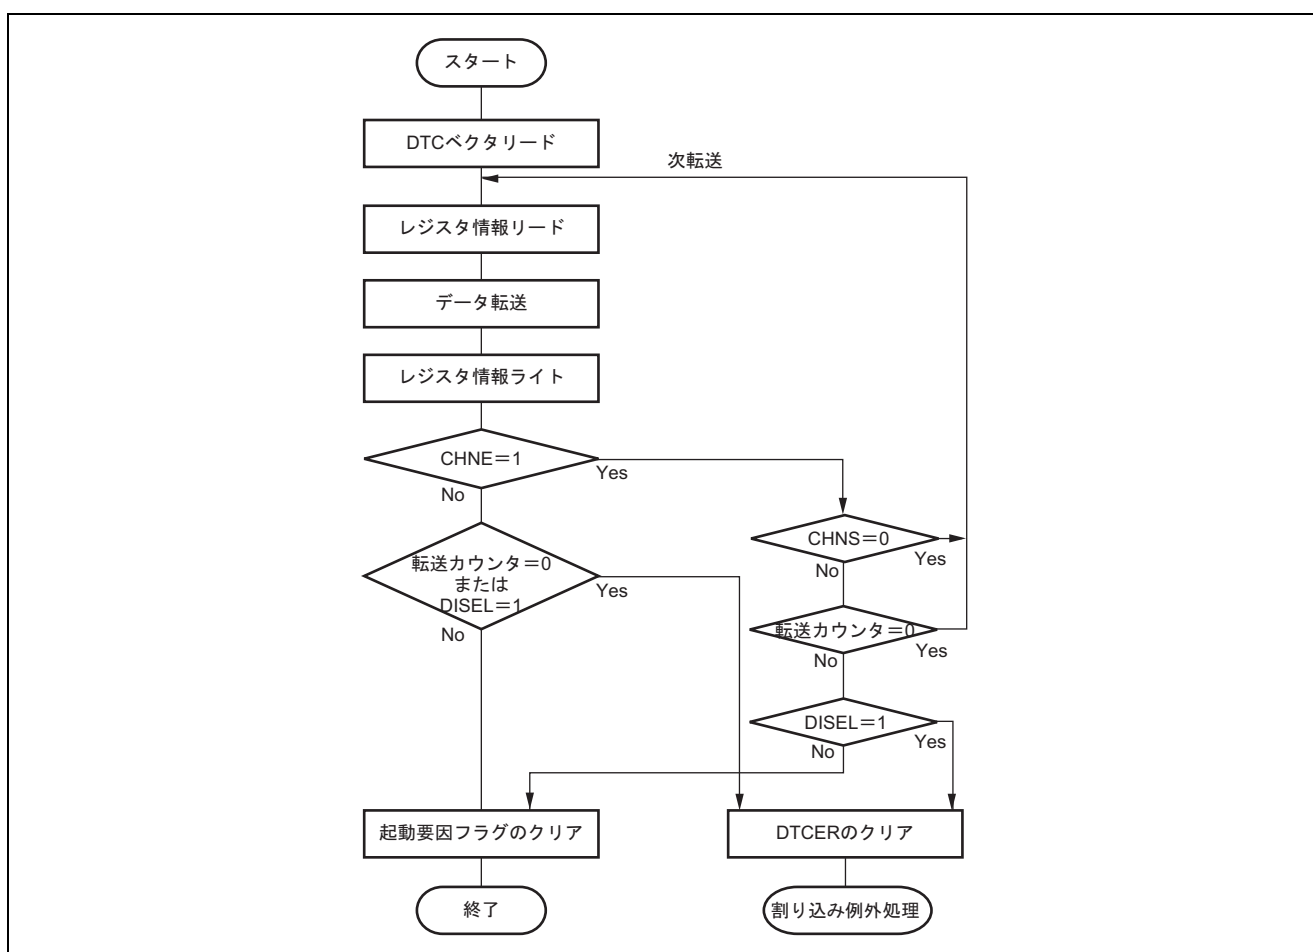 スタート
DTCベクタリード
次転送
レジスタ情報リード
データ転送
レジスタ情報ライト
CHNE=1
Yes
No
CHNS=0
Yes
No
転送カウンタ=0
または
DISEL=1
Yes
No
転送カウンタ=0
Yes
No
DISEL=1
Yes
No
起動要因フラグのクリア
DTCERのクリア
終了
割り込み例外処理